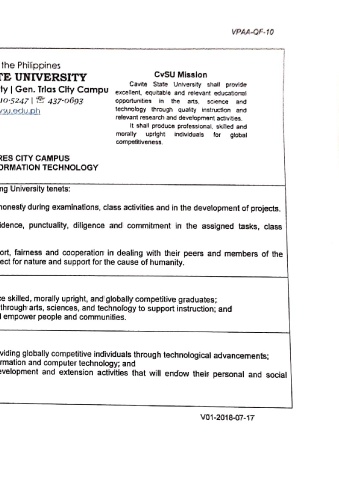 VPAA-QF-10
the Philippines
TE UNIVERSITY
ty | Gen. Trias City Campu
10-5247 | ☏ 437-0693
vsu.edu.ph
CvSU Mission
Cavite State University shall provide
excellent, equitable and relevant educational
opportunities in the arts, science and
technology through quality instruction and
relevant research and development activities.
It shall produce professional, skilled and
morally upright individuals for global
competitiveness.
RES CITY CAMPUS
FORMATION TECHNOLOGY
ng University tenets:
honesty during examinations, class activities and in the development of projects.
idence, punctuality, diligence and commitment in the assigned tasks, class
ort, fairness and cooperation in dealing with their peers and members of the
ect for nature and support for the cause of humanity.
ce skilled, morally upright, and globally competitive graduates;
through arts, sciences, and technology to support instruction; and
l empower people and communities.
viding globally competitive individuals through technological advancements;
rmation and computer technology; and
evelopment and extension activities that will endow their personal and social
V01-2018-07-17